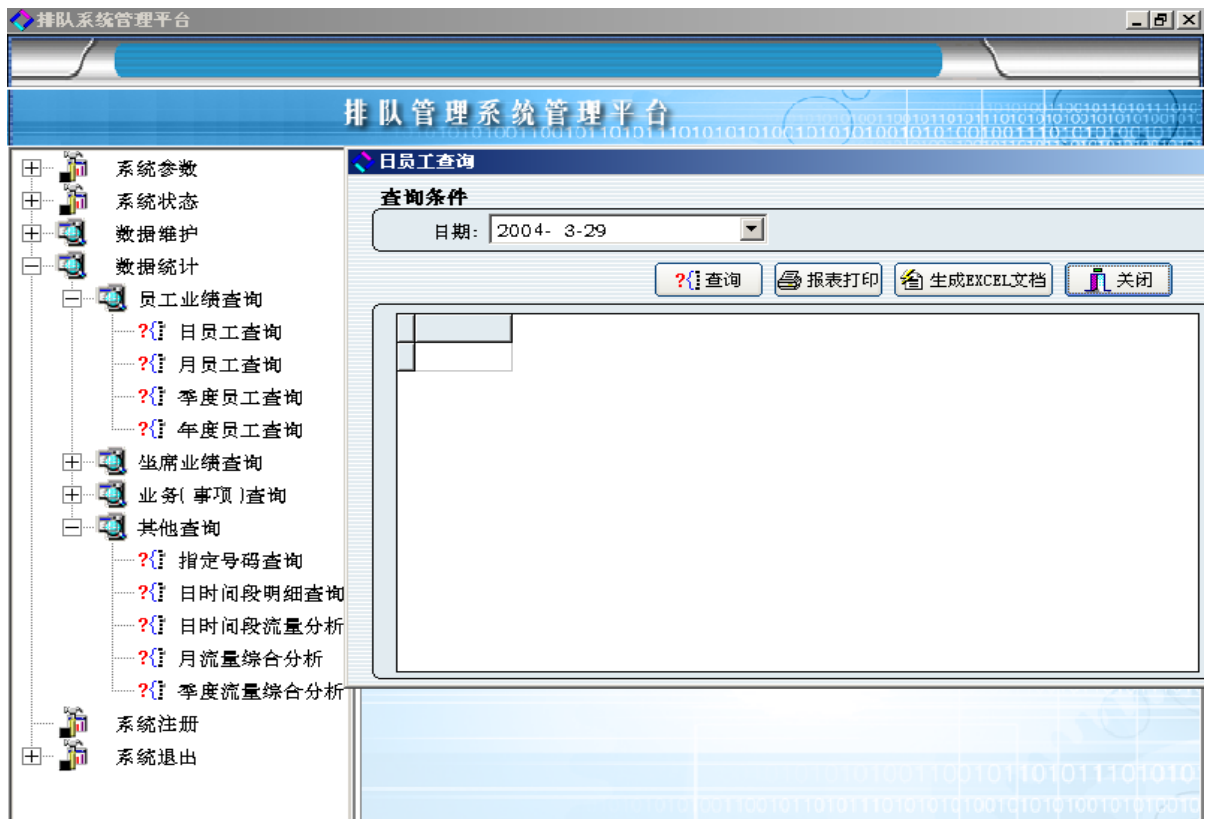 排队系统管理平台
排队管理系统管理平台
系统参数
系统状态
数据维护
数据统计
员工业绩查询
日员工查询
月员工查询
季度员工查询
年度员工查询
坐席业绩查询
业务(事项)查询
其他查询
指定号码查询
日时间段明细查询
日时间段流量分析
月流量综合分析
季度流量综合分析
系统注册
系统退出
日员工查询
查询条件
日期: 2004- 3-29
?{查询 报表打印 生成EXCEL文档 关闭